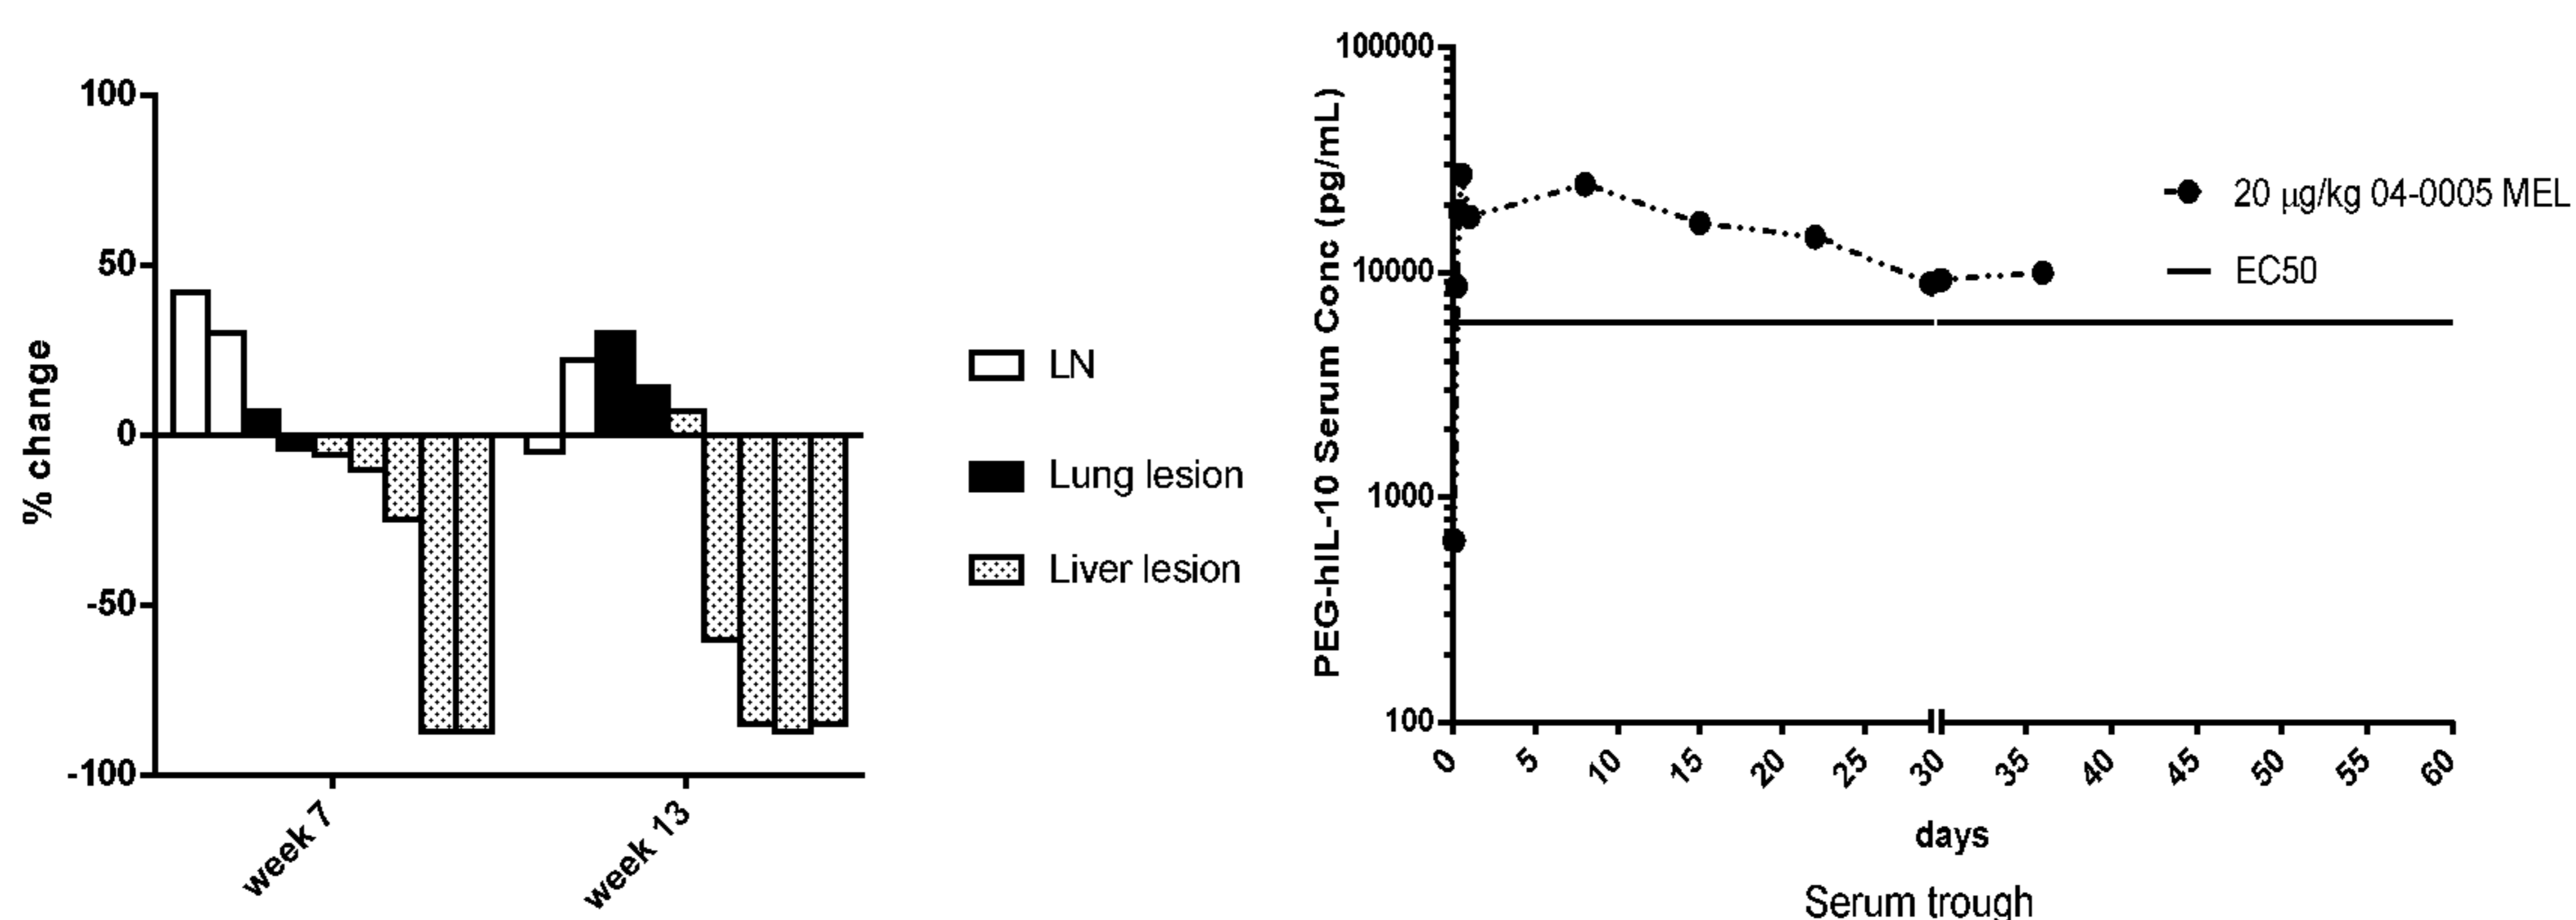 % change
100
50
0
-50
-100
week 7
week 13
LN
Lung lesion
Liver lesion
PEG-hIL-10 Serum Conc (pg/mL)
100000
10000
1000
100
0
5
10
15
20
25
30
35
40
45
50
55
60
days
Serum trough
20 µg/kg 04-0005 MEL
EC50